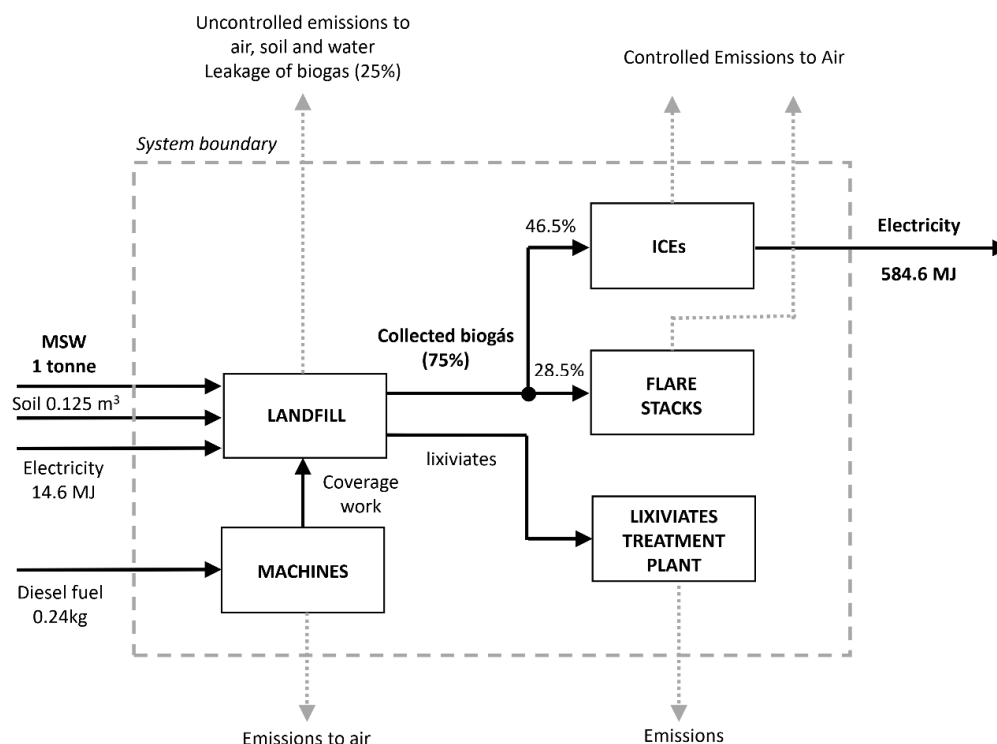 Uncontrolled emissions to
air, soil and water
Leakage of biogas (25%)
Controlled Emissions to Air
System boundary
46.5%
ICEs
Electricity
584.6 MJ
MSW
1 tonne
Collected biogás
(75%)
28.5%
FLARE
STACKS
Soil 0.125 m³
LANDFILL
Electricity
14.6 MJ
lixiviates
Coverage
work
LIXIVIATES
TREATMENT
PLANT
MACHINES
Diesel fuel
0.24kg
Emissions to air
Emissions